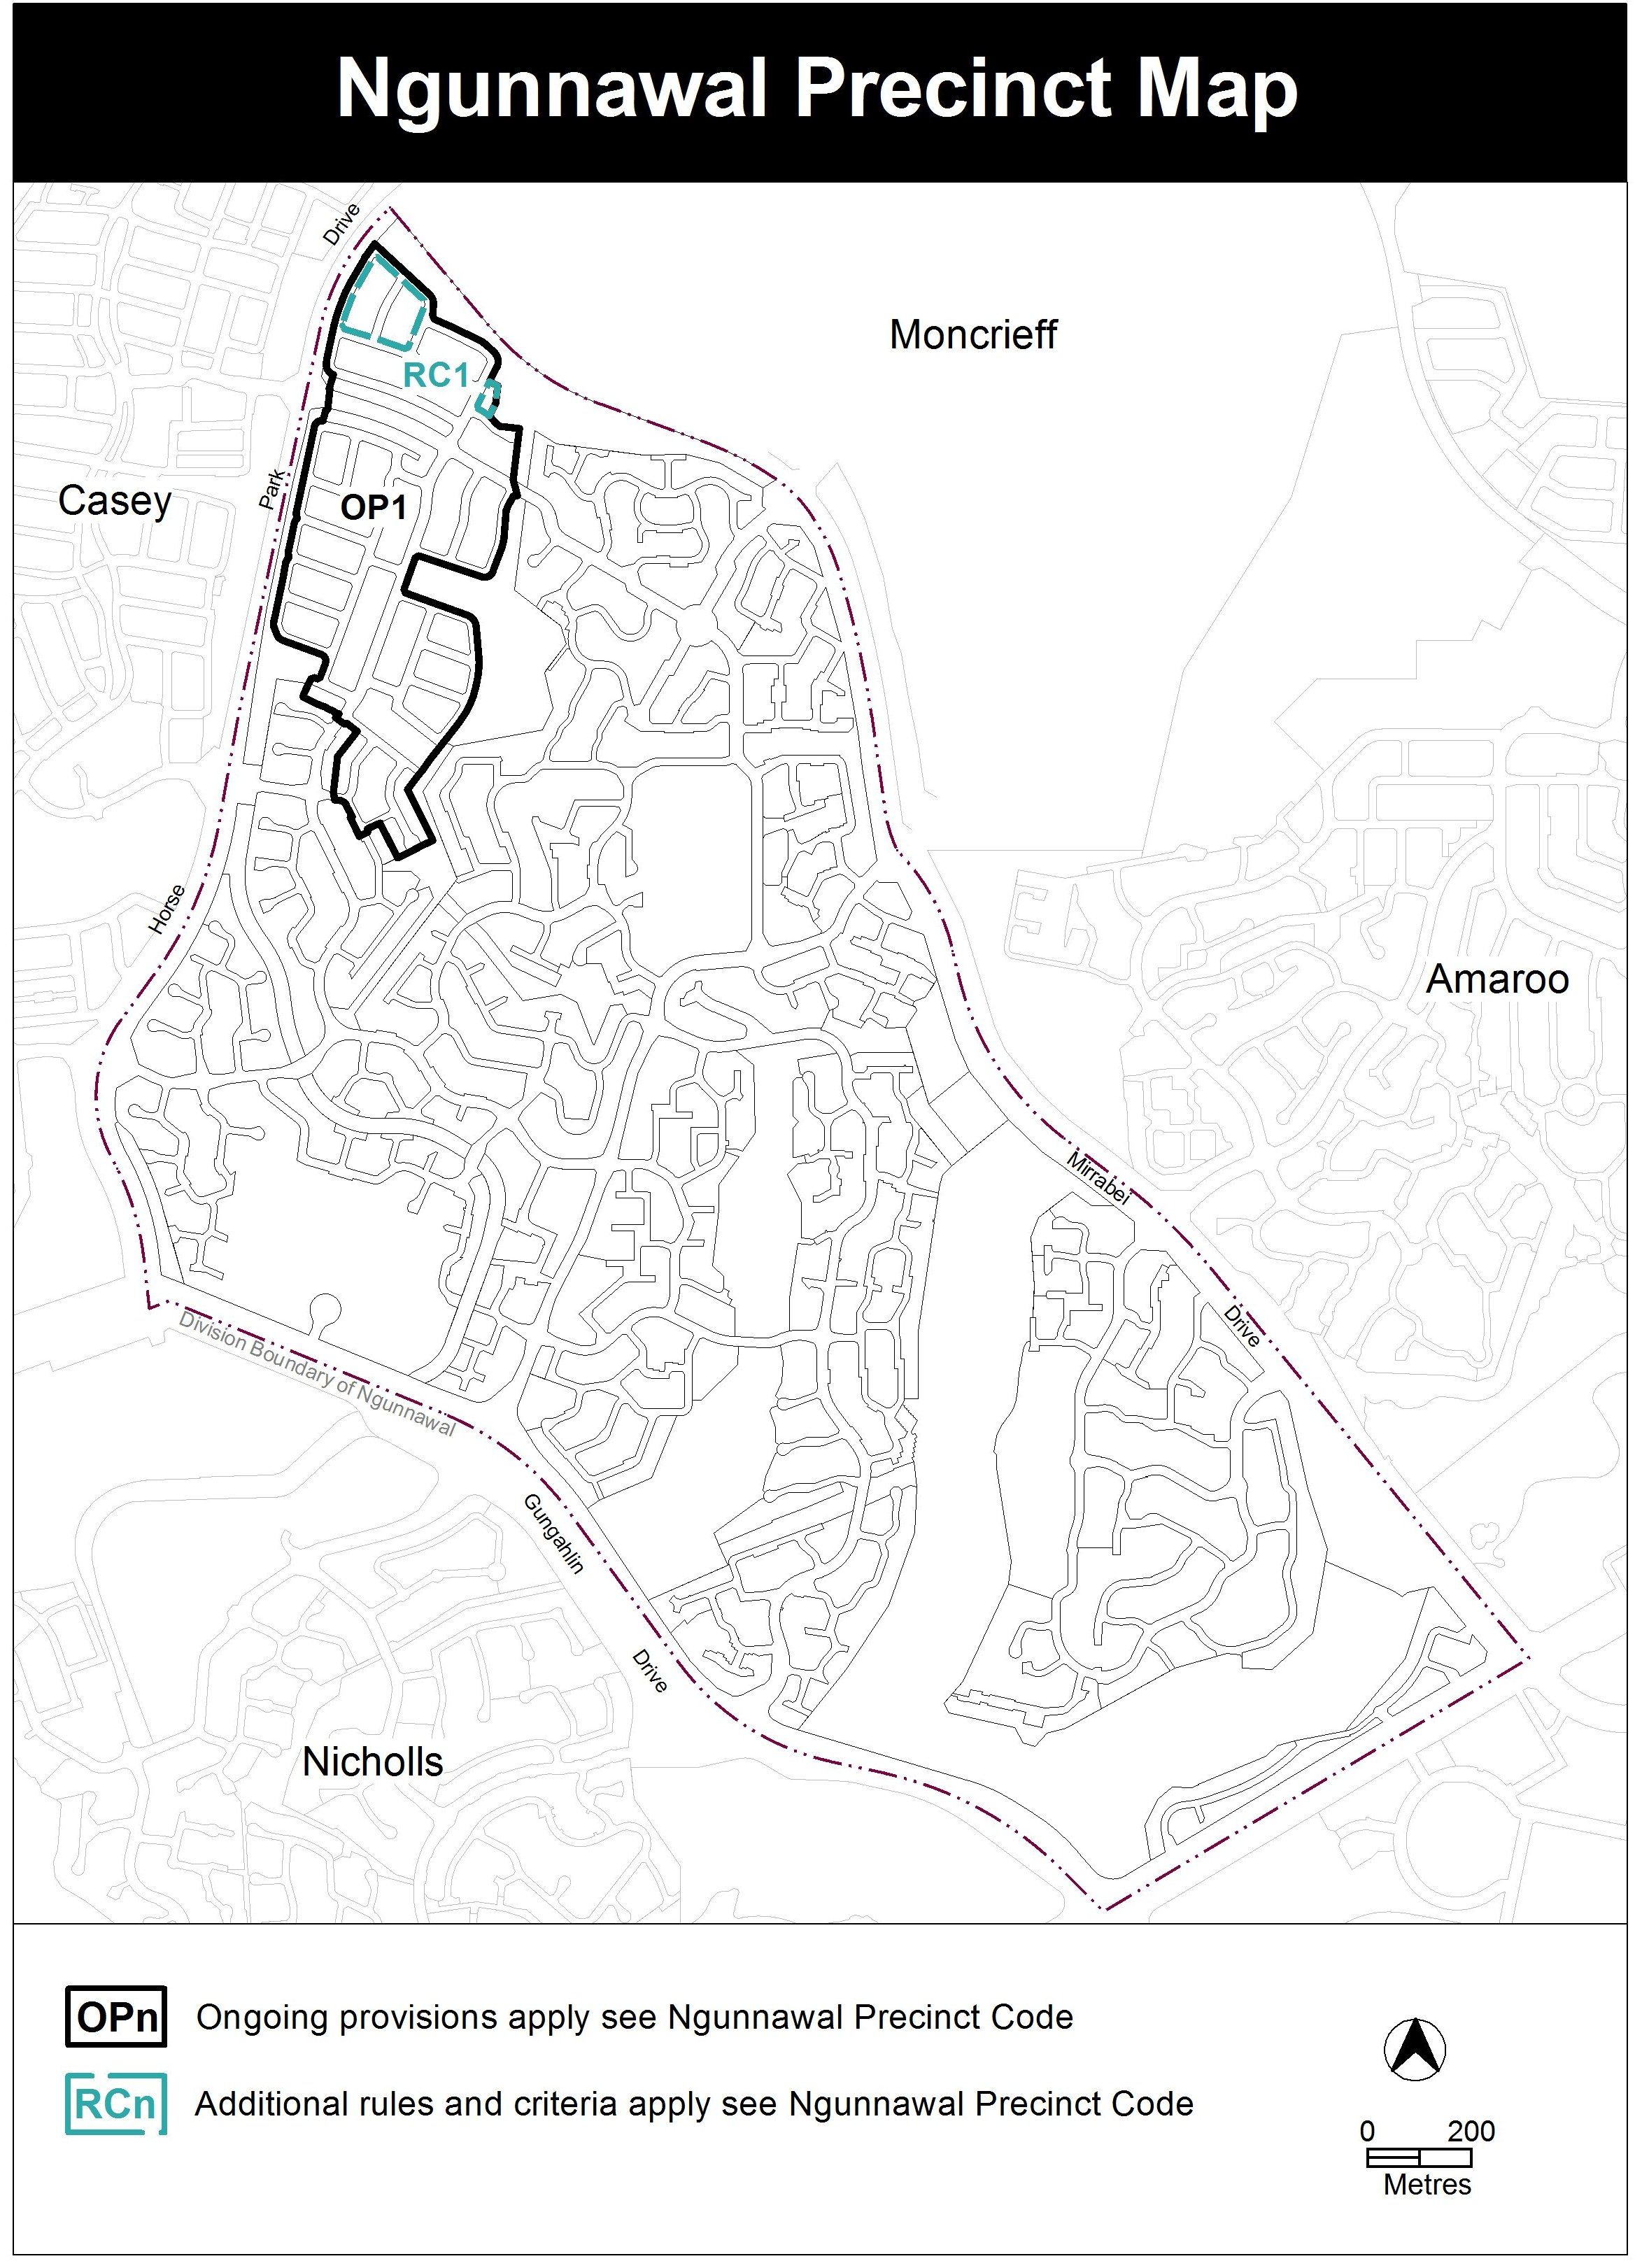 Ngunnawal Precinct Map
Drive
Moncrieff
RC1
Casey
Park
OP1
Horse
Amaroo
Mirrabei
Drive
Division Boundary of Ngunnawal
Gungahlin
Drive
Nicholls
OPn Ongoing provisions apply see Ngunnawal Precinct Code
RCn Additional rules and criteria apply see Ngunnawal Precinct Code
0 200
Metres